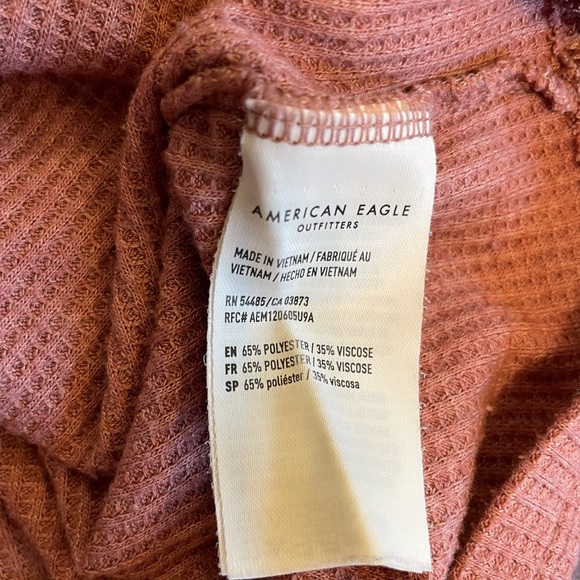 AMERICAN EAGLE
OUTFITTERS
MADE IN VIETNAM / FABRIQUÉ AU
VIETNAM / HECHO EN VIETNAM
RN 54485/CA 03873
RFC# AEM120605U9A
EN 65% POLYESTER / 35% VISCOSE
FR 65% POLYESTER / 35% VISCOSE
SP 65% poliéster / 35% viscosa